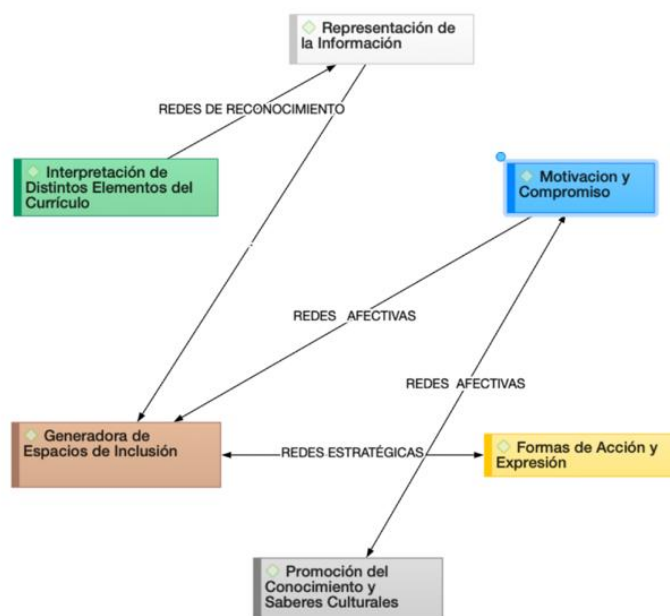 Representación de
la Información
REDES DE RECONOCIMIENTO
Interpretación de
Distintos Elementos del
Currículo
Motivacion y
Compromiso
REDES AFECTIVAS
REDES AFECTIVAS
Generadora de
Espacios de Inclusión
REDES ESTRATÉGICAS
Formas de Acción y
Expresión
Promoción del
Conocimiento y
Saberes Culturales